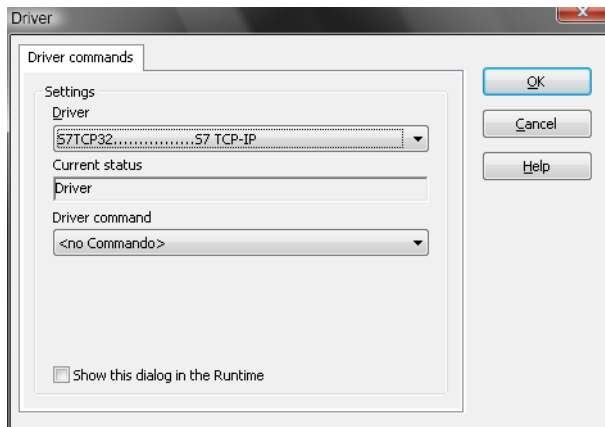 Driver
Driver commands
Settings
Driver
S7TCP32................S7 TCP-IP
Current status
Driver
Driver command
<no Commando>
Show this dialog in the Runtime
OK
Cancel
Help